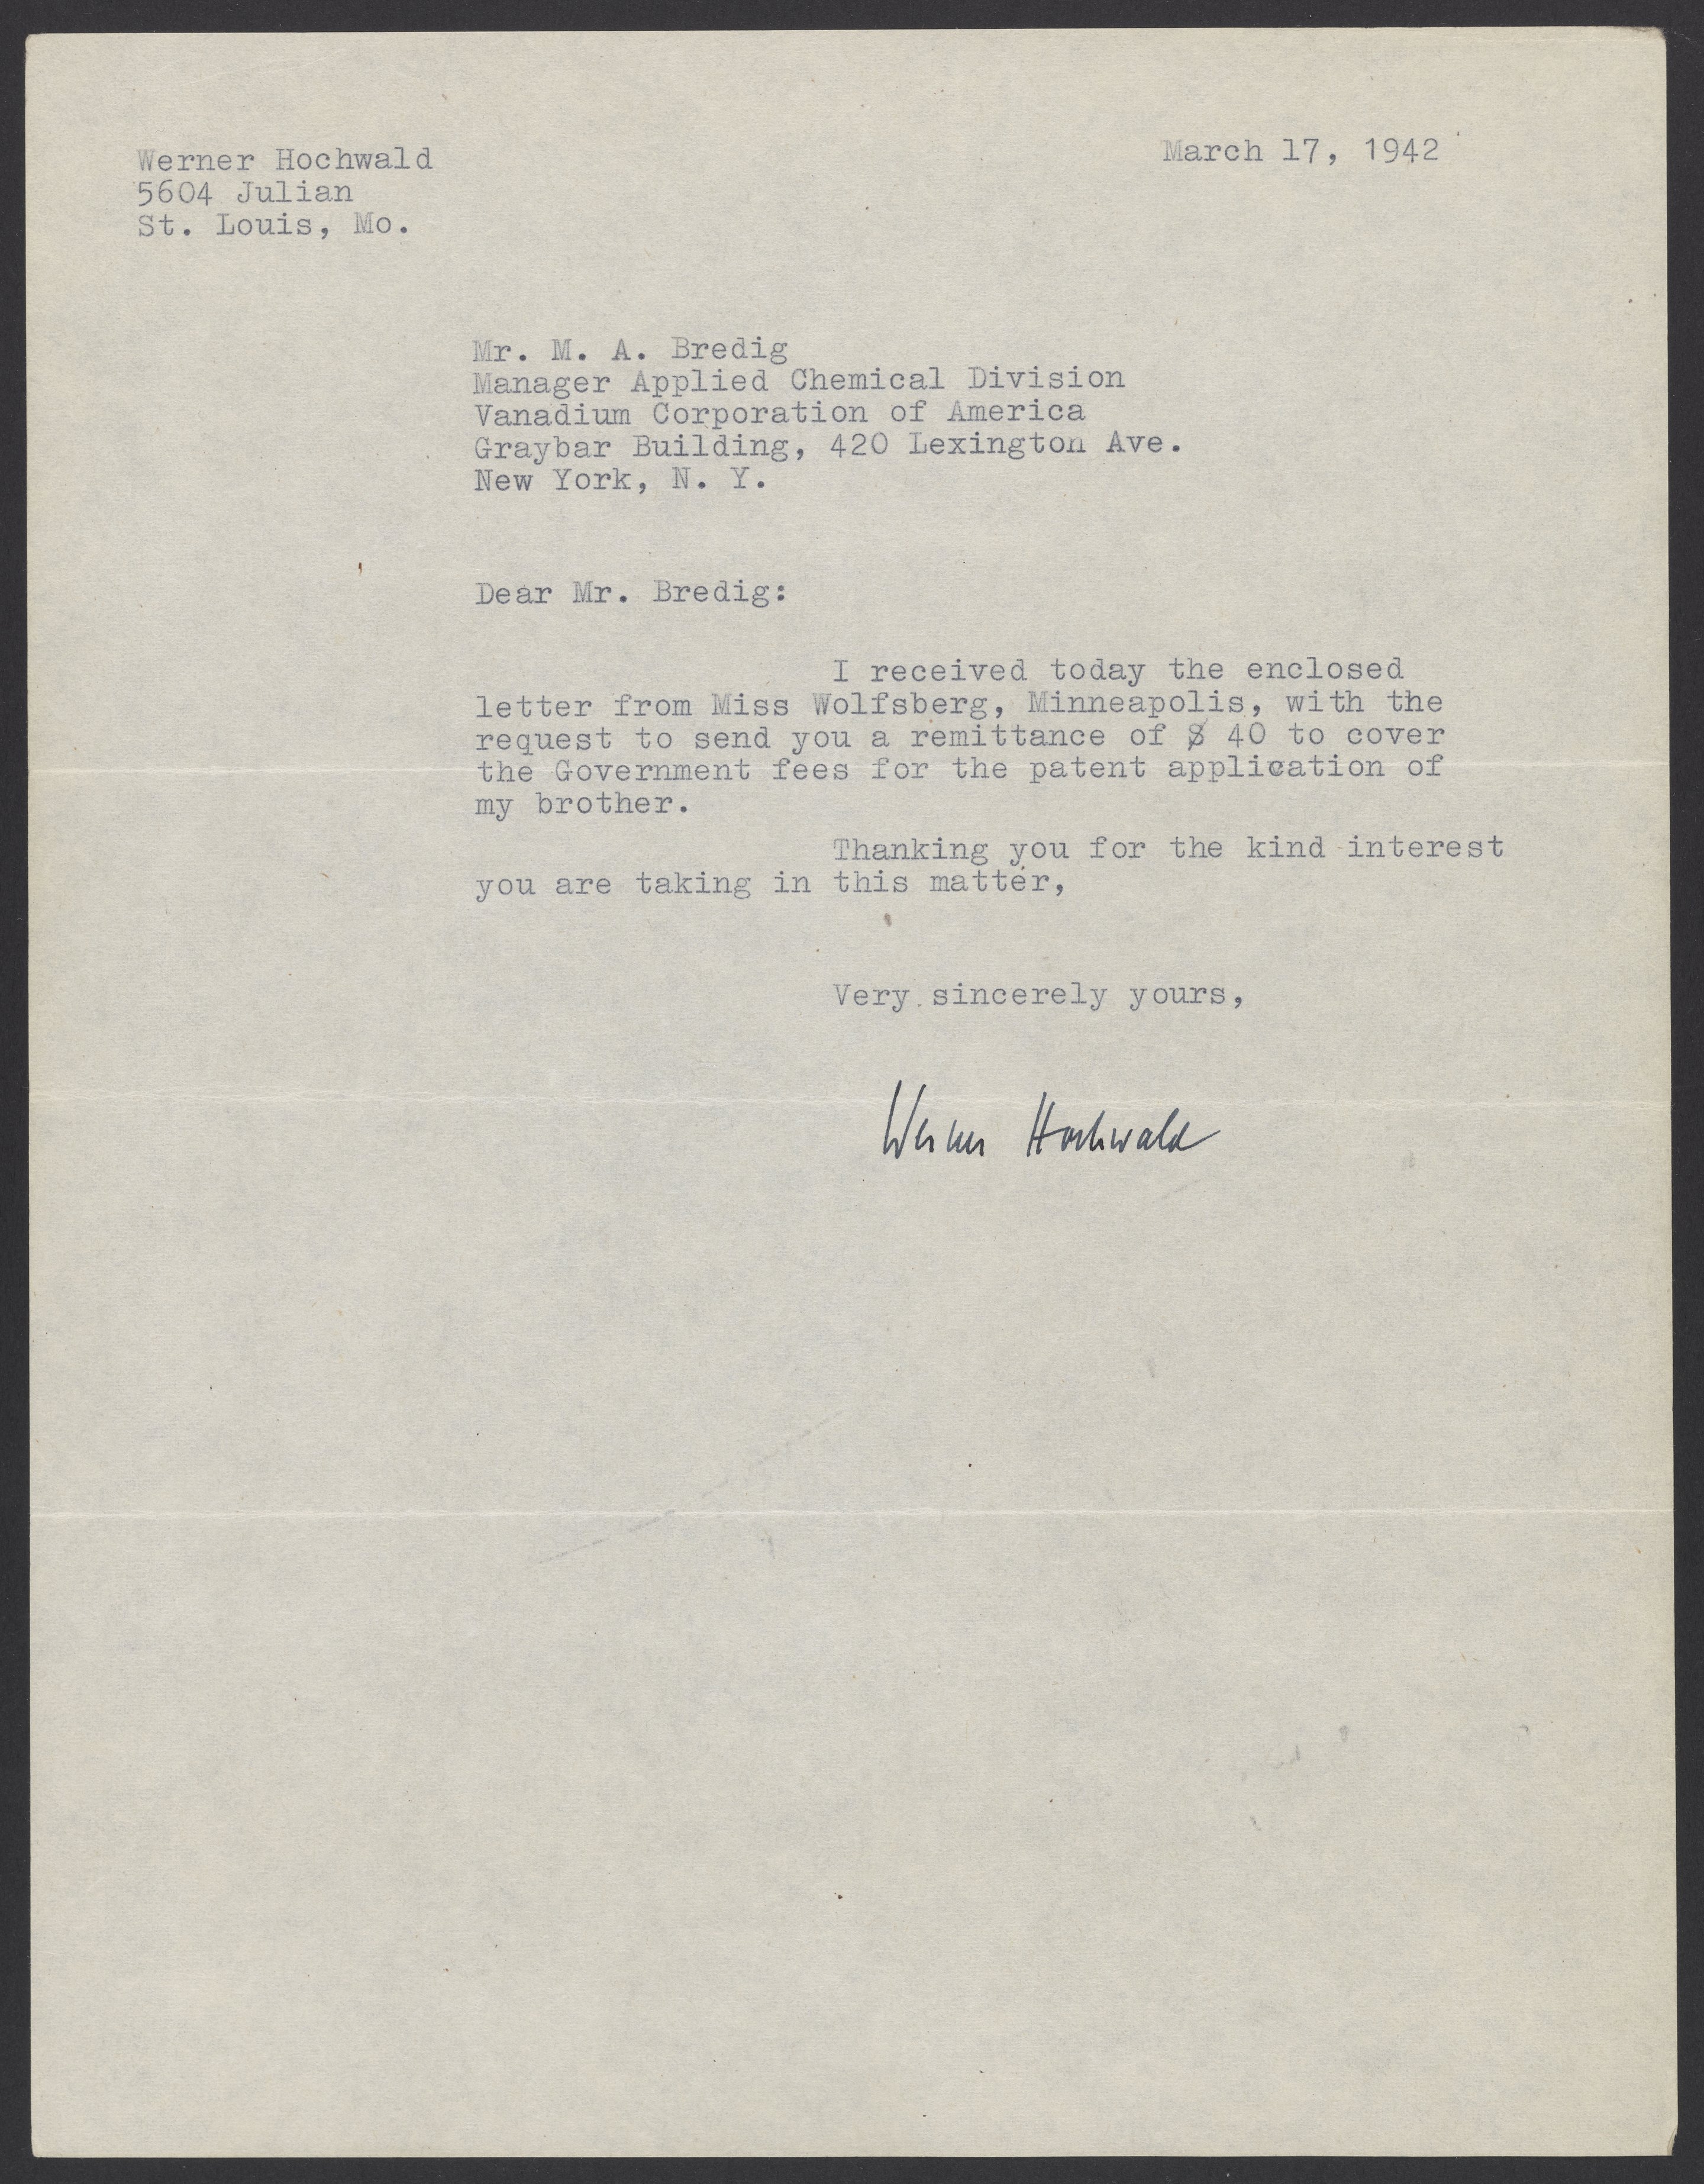 Werner Hochwald
5604 Julian
St. Louis, Mo.
March 17, 1942
Mr. M. A. Bredig
Manager Applied Chemical Division
Vanadium Corporation of America
Graybar Building, 420 Lexington Ave.
New York, N. Y.
Dear Mr. Bredig:
I received today the enclosed
letter from Miss Wolfsberg, Minneapolis, with the
request to send you a remittance of $ 40 to cover
the Government fees for the patent application of
my brother.
Thanking you for the kind interest
you are taking in this matter,
Very sincerely yours,
Werner Hochwald